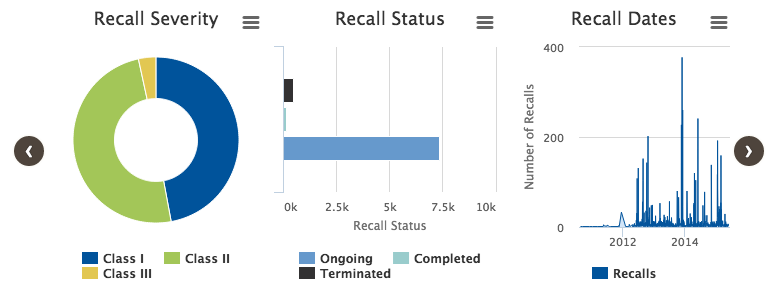 Recall Severity
Class I
Class II
Class III
Recall Status
0k 2.5k 5k 7.5k 10k
Recall Status
Ongoing
Completed
Terminated
Recall Dates
Number of Recalls
400
200
0
2012 2014
Recalls